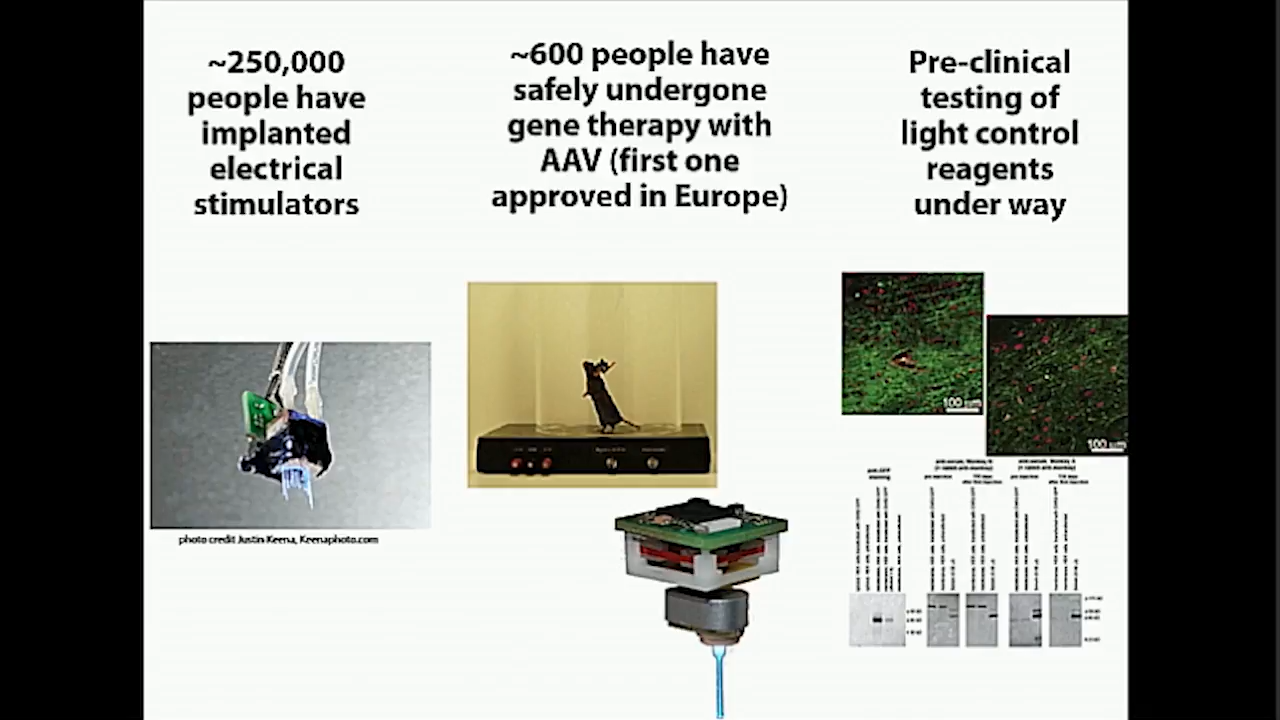 ~250,000
people have
implanted
electrical
stimulators
~600 people have
safely undergone
gene therapy with
AAV (first one
approved in Europe)
Pre-clinical
testing of
light control
reagents
under way
photo credit Justin Keena, Keenaphoto.com
100 um
100 um